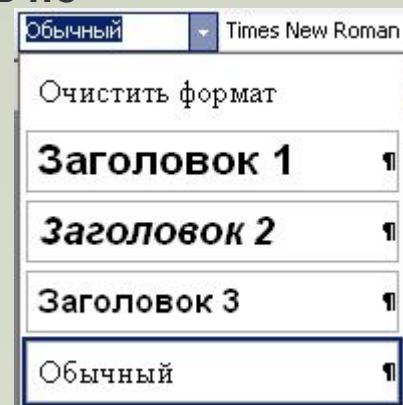 Обычный Times New Roman
Очистить формат
Заголовок 1 ¶
Заголовок 2 ¶
Заголовок 3 ¶
Обычный ¶